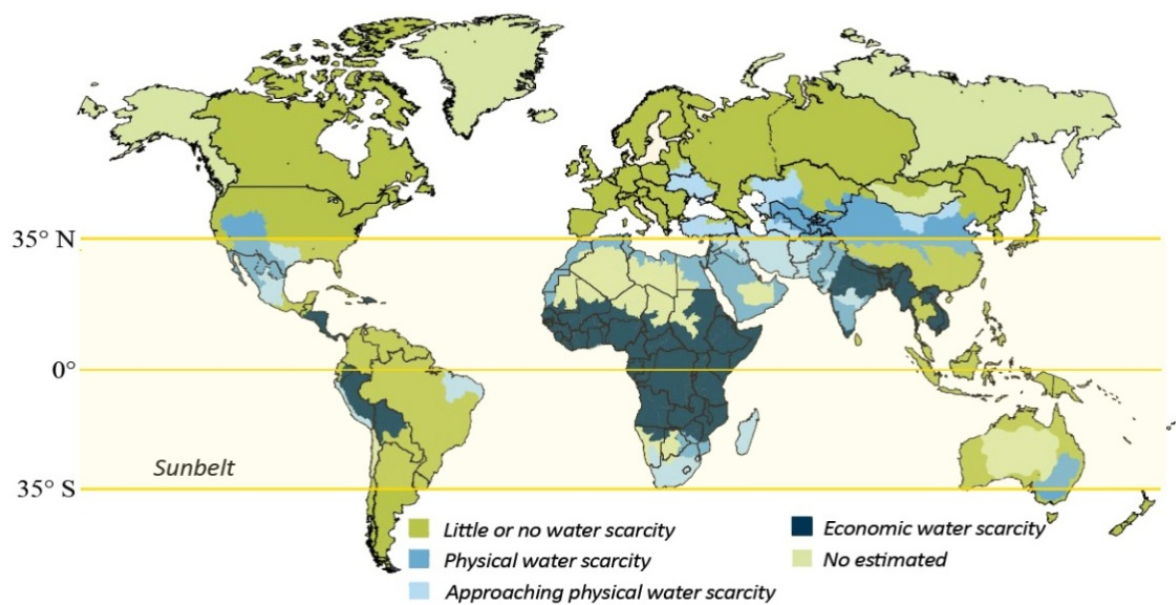 35° N
0°
Sunbelt
35° S
Little or no water scarcity
Physical water scarcity
Approaching physical water scarcity
Economic water scarcity
No estimated